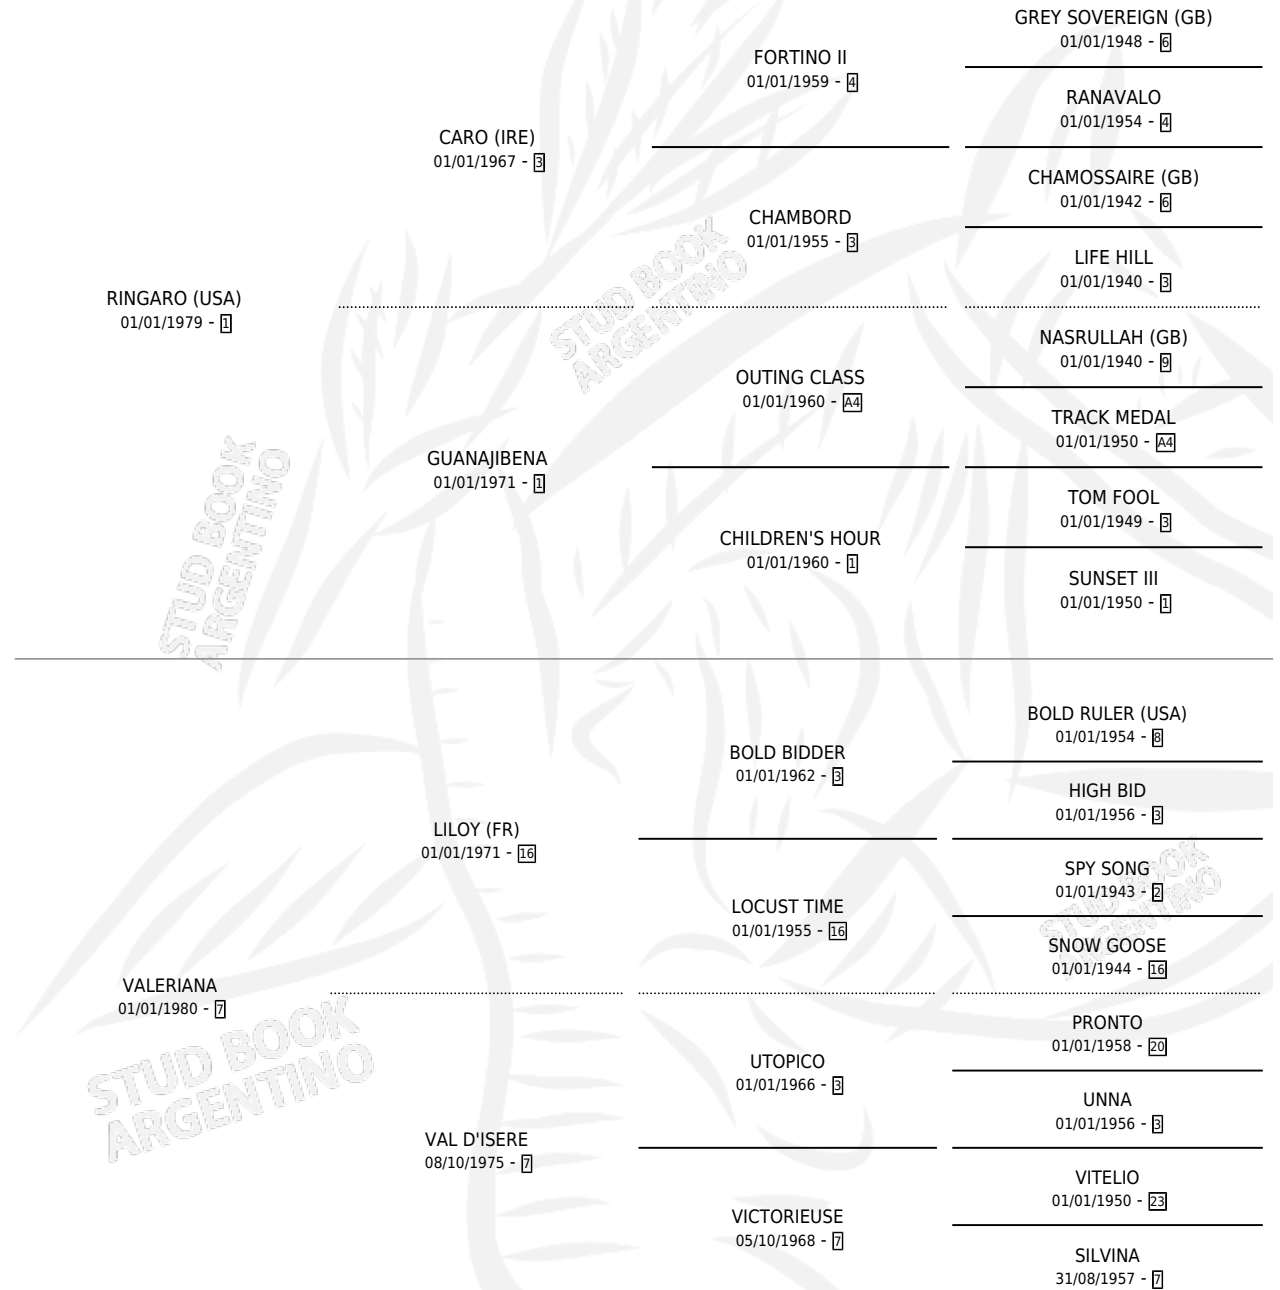 GREY SOVEREIGN (GB)
01/01/1948 - 6
FORTINO II
01/01/1959 - 4
RANAVALO
01/01/1954 - 4
CARO (IRE)
01/01/1967 - 3
CHAMOSSAIRE (GB)
01/01/1942 - 6
CHAMBORD
01/01/1955 - 3
LIFE HILL
01/01/1940 - 3
RINGARO (USA)
01/01/1979 - 1
NASRULLAH (GB)
01/01/1940 - 9
OUTING CLASS
01/01/1960 - A4
TRACK MEDAL
01/01/1950 - A4
GUANAJIBENA
01/01/1971 - 1
TOM FOOL
01/01/1949 - 3
CHILDREN'S HOUR
01/01/1960 - 1
SUNSET III
01/01/1950 - 1
STUD BOOK
ARGENTINO
STUD BOOK
ARGENTINO
BOLD RULER (USA)
01/01/1954 - 8
BOLD BIDDER
01/01/1962 - 3
HIGH BID
01/01/1956 - 3
LILOY (FR)
01/01/1971 - 16
SPY SONG
01/01/1943 - 2
LOCUST TIME
01/01/1955 - 16
SNOW GOOSE
01/01/1944 - 16
VALERIANA
01/01/1980 - 7
PRONTO
01/01/1958 - 20
UTOPICO
01/01/1966 - 3
UNNA
01/01/1956 - 3
VAL D'ISERE
08/10/1975 - 7
VITELIO
01/01/1950 - 23
VICTORIEUSE
05/10/1968 - 7
SILVINA
31/08/1957 - 7
STUD BOOK
ARGENTINO
STUD BOOK
ARGENTINO